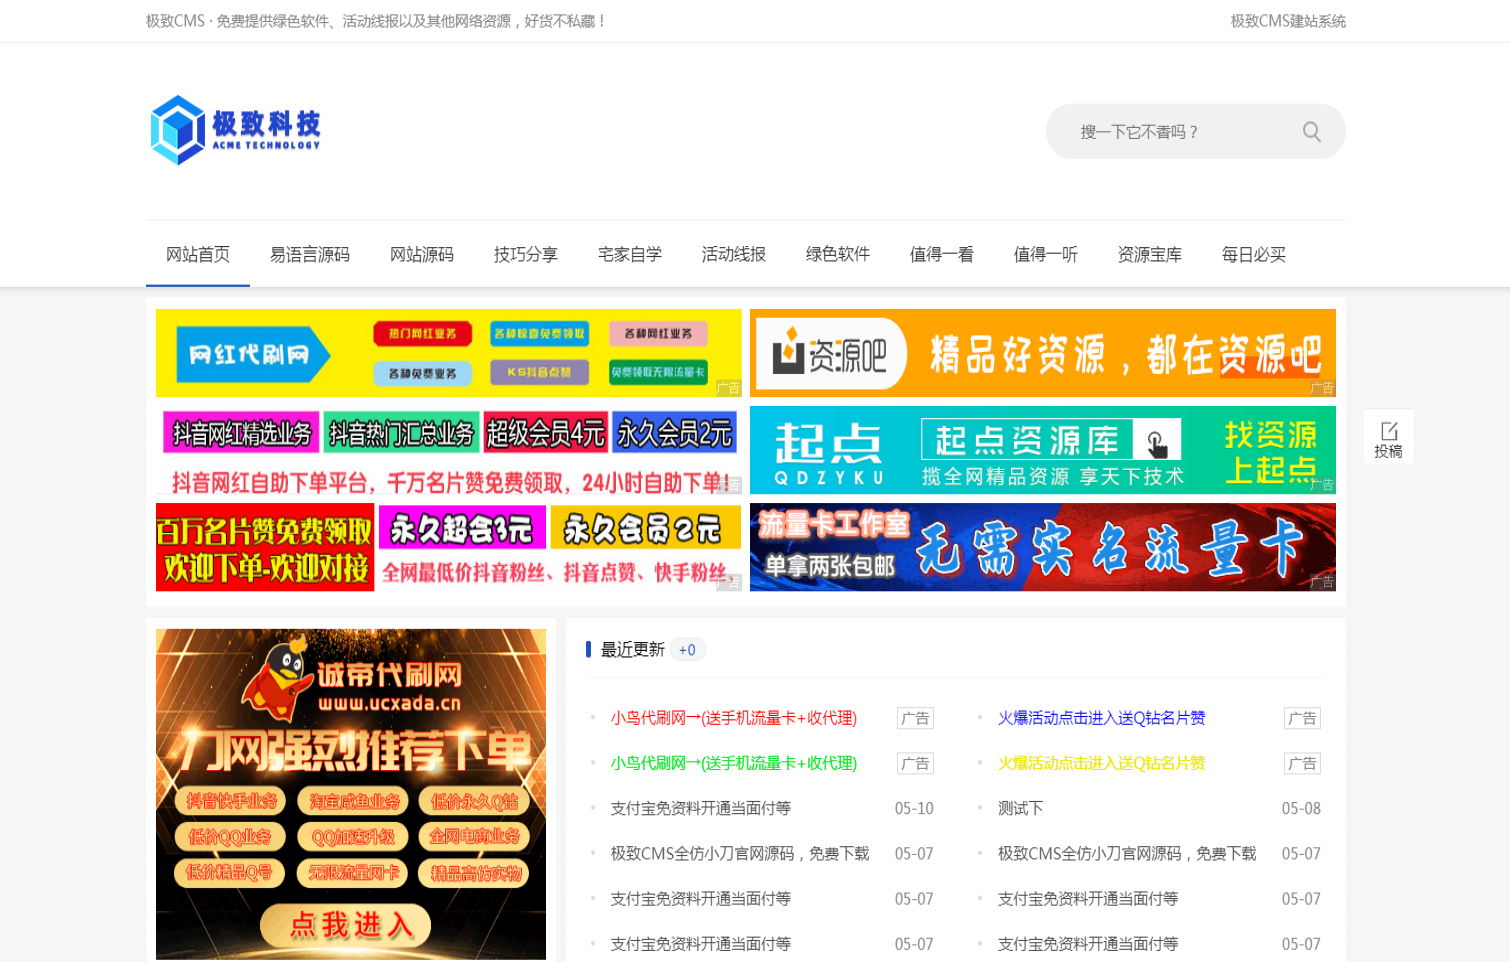 极致CMS · 免费提供绿色软件、活动线报以及其他网络资源，好货不私藏！
极致CMS建站系统
极致科技
ACME TECHNOLOGY
搜一下它不香吗？
网站首页 易语言源码 网站源码 技巧分享 宅家自学 活动线报 绿色软件 值得一看 值得一听 资源宝库 每日必买
网红代刷网
热门网红业务 各种检查免费领取 各种网红业务
各种免费业务 KS抖音点赞 免费领取无限流量卡
广告
资源吧
精品好资源，都在资源吧
广告
抖音网红精选业务 抖音热门汇总业务 超级会员4元 永久会员2元
抖音网红自助下单平台，千万名片赞免费领取，24小时自助下单!
广告
起点
QDZYKU
起点资源库
揽全网精品资源 享天下技术
找资源
上起点
广告
百万名片赞免费领取
欢迎下单-欢迎对接
永久超会3元 永久会员2元
全网最低价抖音粉丝、抖音点赞、快手粉丝
广告
流量卡工作室
单拿两张包邮
无需实名流量卡
广告
投稿
诚帝代刷网
www.ucxada.cn
刀网强烈推荐下单
抖音快手业务 淘宝咸鱼业务 低价永久Q钻
低价QQ业务 QQ加速升级 全网电商业务
低价精品Q号 无限流量网卡 精品高仿实物
点我进入
最近更新 +0
小鸟代刷网→(送手机流量卡+收代理) 广告
火爆活动点击进入送Q钻名片赞 广告
小鸟代刷网→(送手机流量卡+收代理) 广告
火爆活动点击进入送Q钻名片赞 广告
支付宝免资料开通当面付等 05-10
测试下 05-08
极致CMS全仿小刀官网源码，免费下载 05-07
极致CMS全仿小刀官网源码，免费下载 05-07
支付宝免资料开通当面付等 05-07
支付宝免资料开通当面付等 05-07
支付宝免资料开通当面付等 05-07
支付宝免资料开通当面付等 05-07